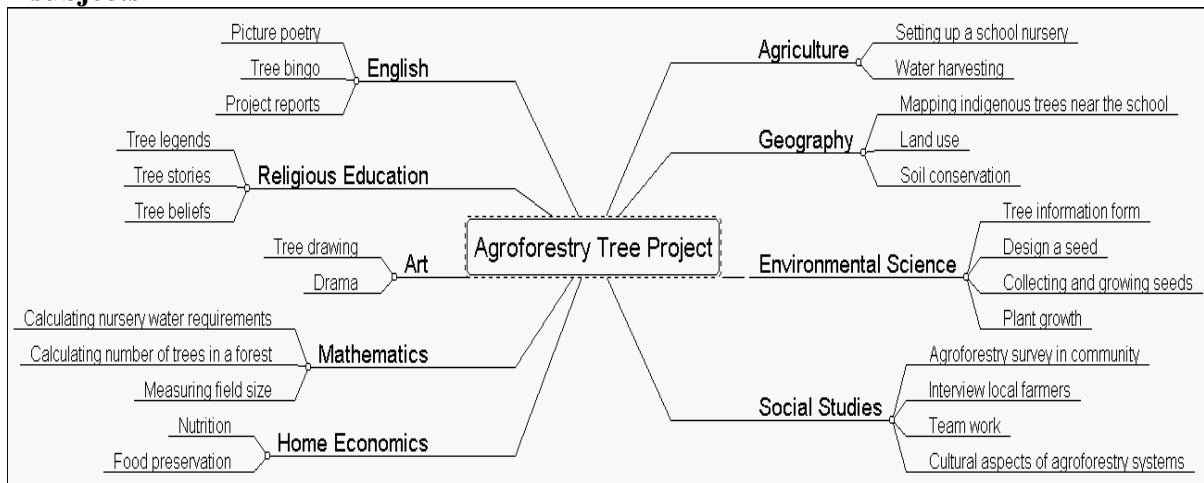 Picture poetry
Tree bingo
Project reports
English
Tree legends
Tree stories
Tree beliefs
Religious Education
Tree drawing
Drama
Art
Calculating nursery water requirements
Calculating number of trees in a forest
Measuring field size
Mathematics
Nutrition
Food preservation
Home Economics
Agroforestry Tree Project
Agriculture
Setting up a school nursery
Water harvesting
Geography
Mapping indigenous trees near the school
Land use
Soil conservation
Environmental Science
Tree information form
Design a seed
Collecting and growing seeds
Plant growth
Social Studies
Agroforestry survey in community
Interview local farmers
Team work
Cultural aspects of agroforestry systems